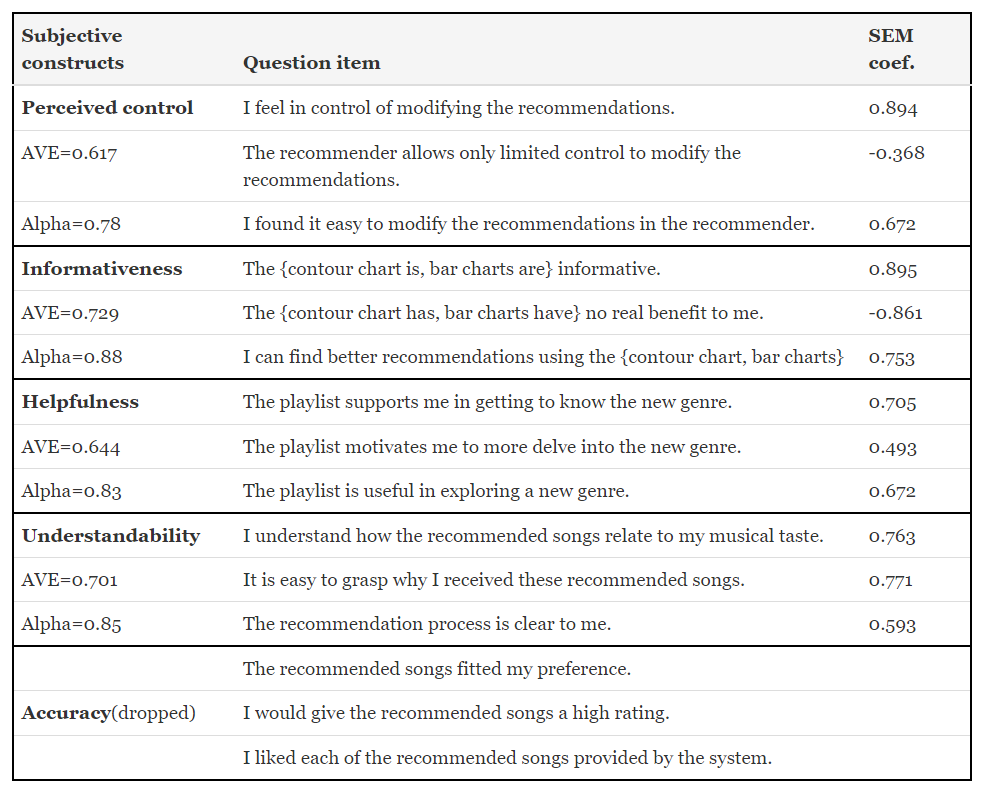 Subjective
constructs
Question item
SEM
coef.
Perceived control
I feel in control of modifying the recommendations.
0.894
AVE=0.617
The recommender allows only limited control to modify the
recommendations.
-0.368
Alpha=0.78
I found it easy to modify the recommendations in the recommender.
0.672
Informativeness
The {contour chart is, bar charts are} informative.
0.895
AVE=0.729
The {contour chart has, bar charts have} no real benefit to me.
-0.861
Alpha=0.88
I can find better recommendations using the {contour chart, bar charts}
0.753
Helpfulness
The playlist supports me in getting to know the new genre.
0.705
AVE=0.644
The playlist motivates me to more delve into the new genre.
0.493
Alpha=0.83
The playlist is useful in exploring a new genre.
0.672
Understandability
I understand how the recommended songs relate to my musical taste.
0.763
AVE=0.701
It is easy to grasp why I received these recommended songs.
0.771
Alpha=0.85
The recommendation process is clear to me.
0.593
The recommended songs fitted my preference.
Accuracy(dropped)
I would give the recommended songs a high rating.
I liked each of the recommended songs provided by the system.